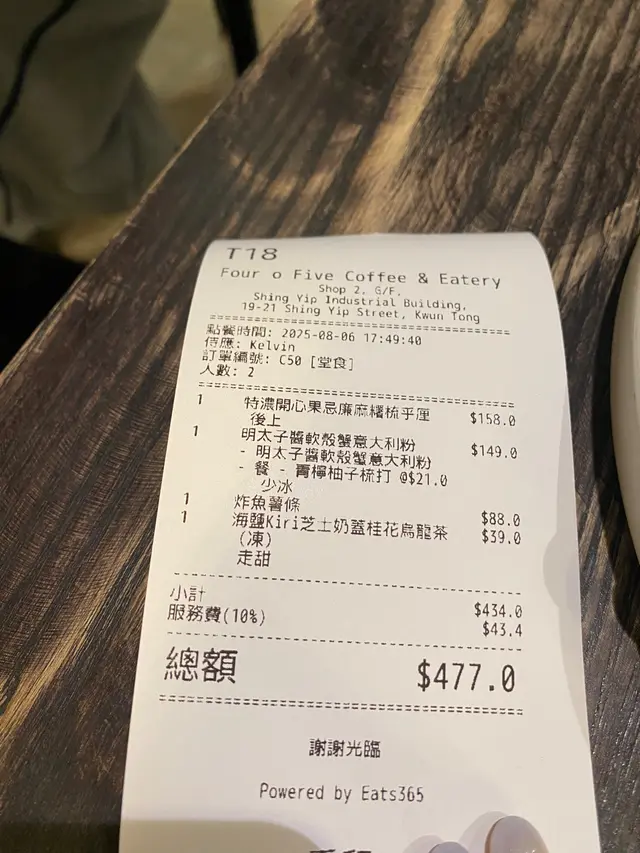 T18
Four o Five Coffee & Eatery
Shop 2, G/F,
Shing Yip Industrial Building,
19-21 Shing Yip Street, Kwun Tong
點餐時間: 2025-08-06 17:49:40
侍應: Kelvin
訂單編號: C50 [堂食]
人數: 2
1 特濃開心果忌廉麻糬梳乎厘 $158.0
後上
1 明太子醬軟殼蟹意大利粉 $149.0
- 明太子醬軟殼蟹意大利粉
- 餐 - 青檸柚子梳打 @$21.0
少冰
1 炸魚薯條 $88.0
1 海鹽Kiri芝士奶蓋桂花烏龍茶 $39.0
(凍)
走甜
小計 $434.0
服務費(10%) $43.4
總額 $477.0
謝謝光臨
Powered by Eats365